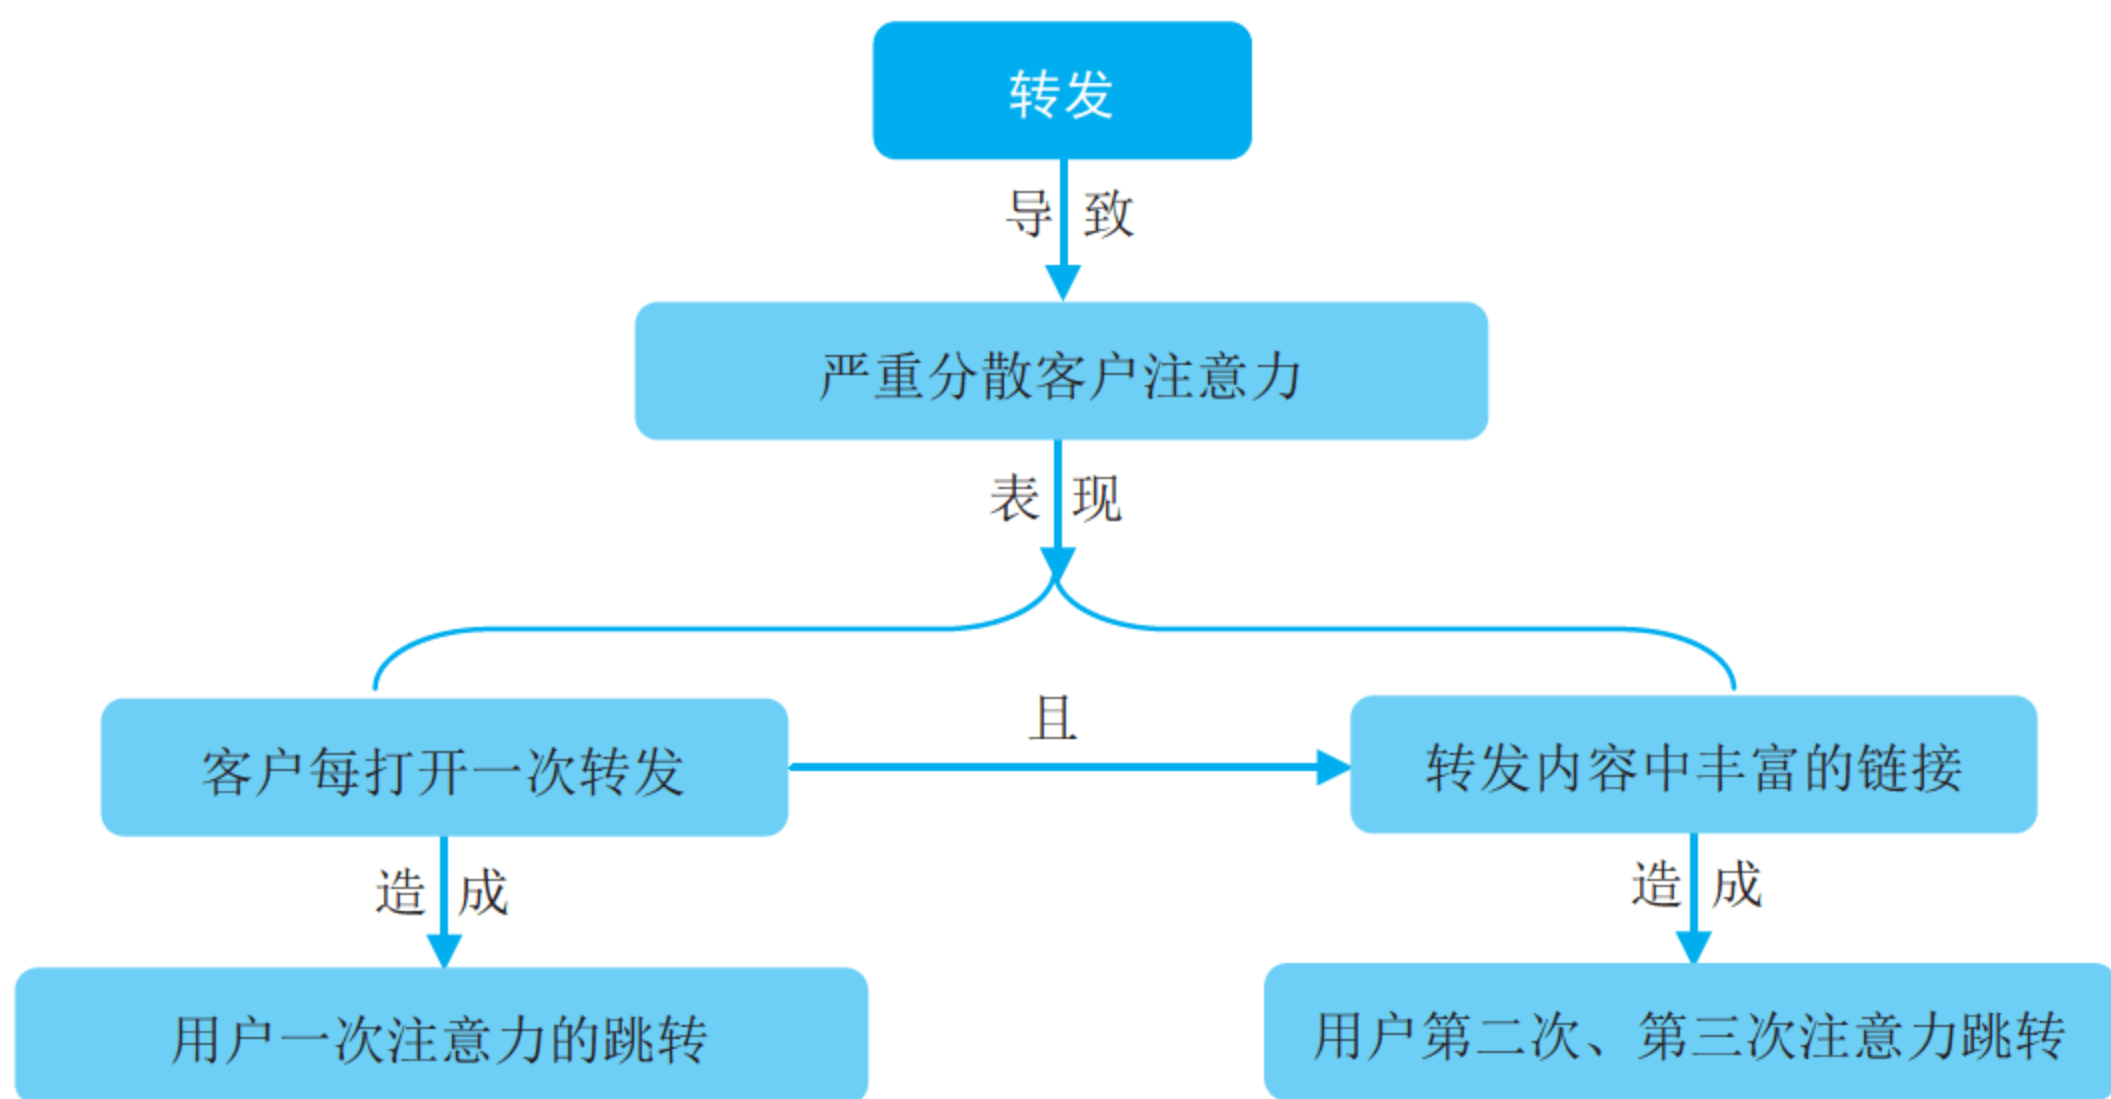 转发
导致
严重分散客户注意力
表现
客户每打开一次转发
且
转发内容中丰富的链接
造成
造成
用户一次注意力的跳转
用户第二次、第三次注意力跳转